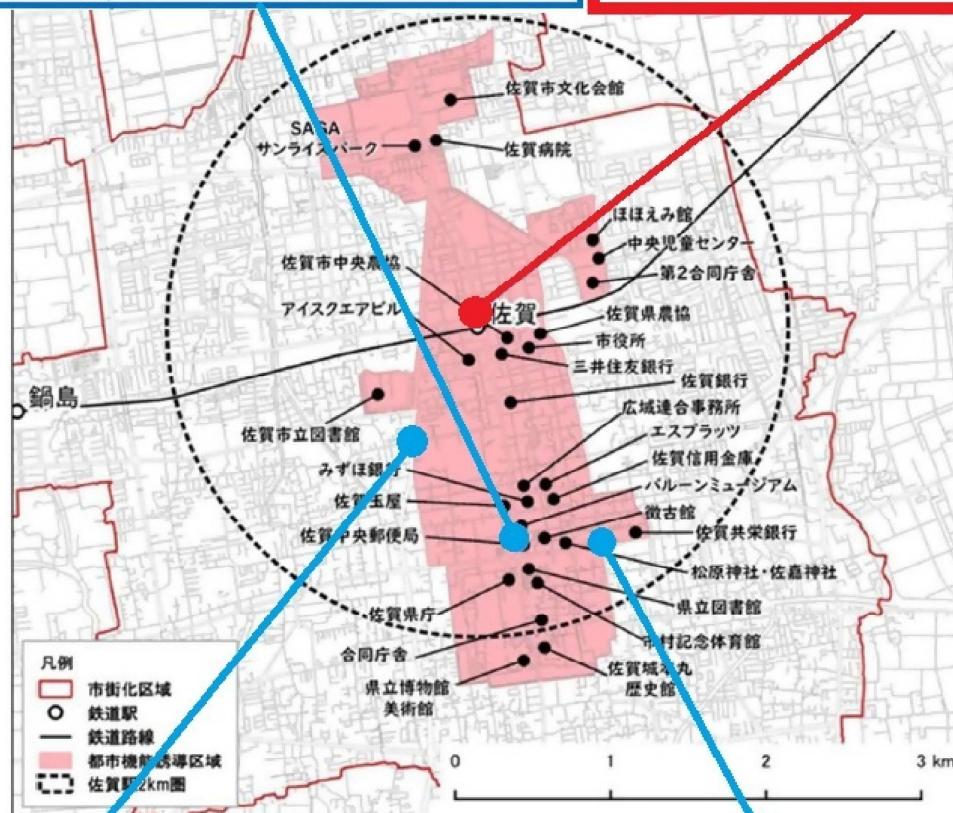 佐賀市文化会館
SAGA
サンライズパーク
佐賀病院
ほほえみ館
中央児童センター
佐賀市中央農協
第2合同庁舎
アイスクエアビル
佐賀
佐賀県農協
市役所
三井住友銀行
佐賀銀行
鍋島
広域連合事務所
佐賀市立図書館
エスプラッツ
佐賀信用金庫
みずほ銀行
バルーンミュージアム
佐賀玉屋
徴古館
佐賀中央郵便局
佐賀共栄銀行
松原神社・佐嘉神社
県立図書館
佐賀県庁
市村記念体育館
合同庁舎
佐賀城本丸
歴史館
県立博物館
美術館
凡例
市街化区域
鉄道駅
鉄道路線
都市機能誘導区域
佐賀駅2km圏
0 1 2 3 km